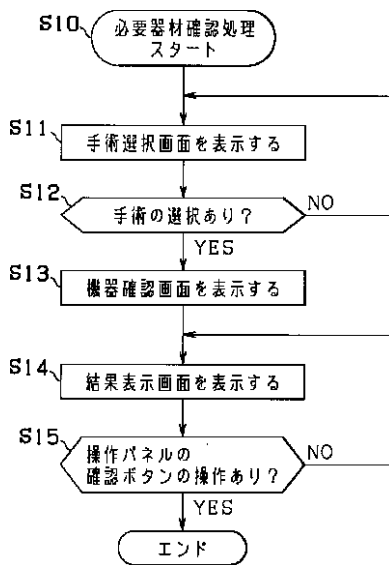 S10
必要器材確認処理
スタート
S11
手術選択画面を表示する
S12
手術の選択あり?
NO
YES
S13
機器確認画面を表示する
S14
結果表示画面を表示する
S15
操作パネルの
確認ボタンの操作あり?
NO
YES
エンド